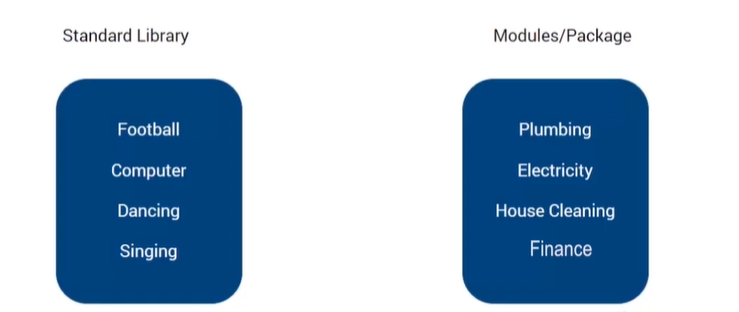 Standard Library
Football
Computer
Dancing
Singing
Modules/Package
Plumbing
Electricity
House Cleaning
Finance